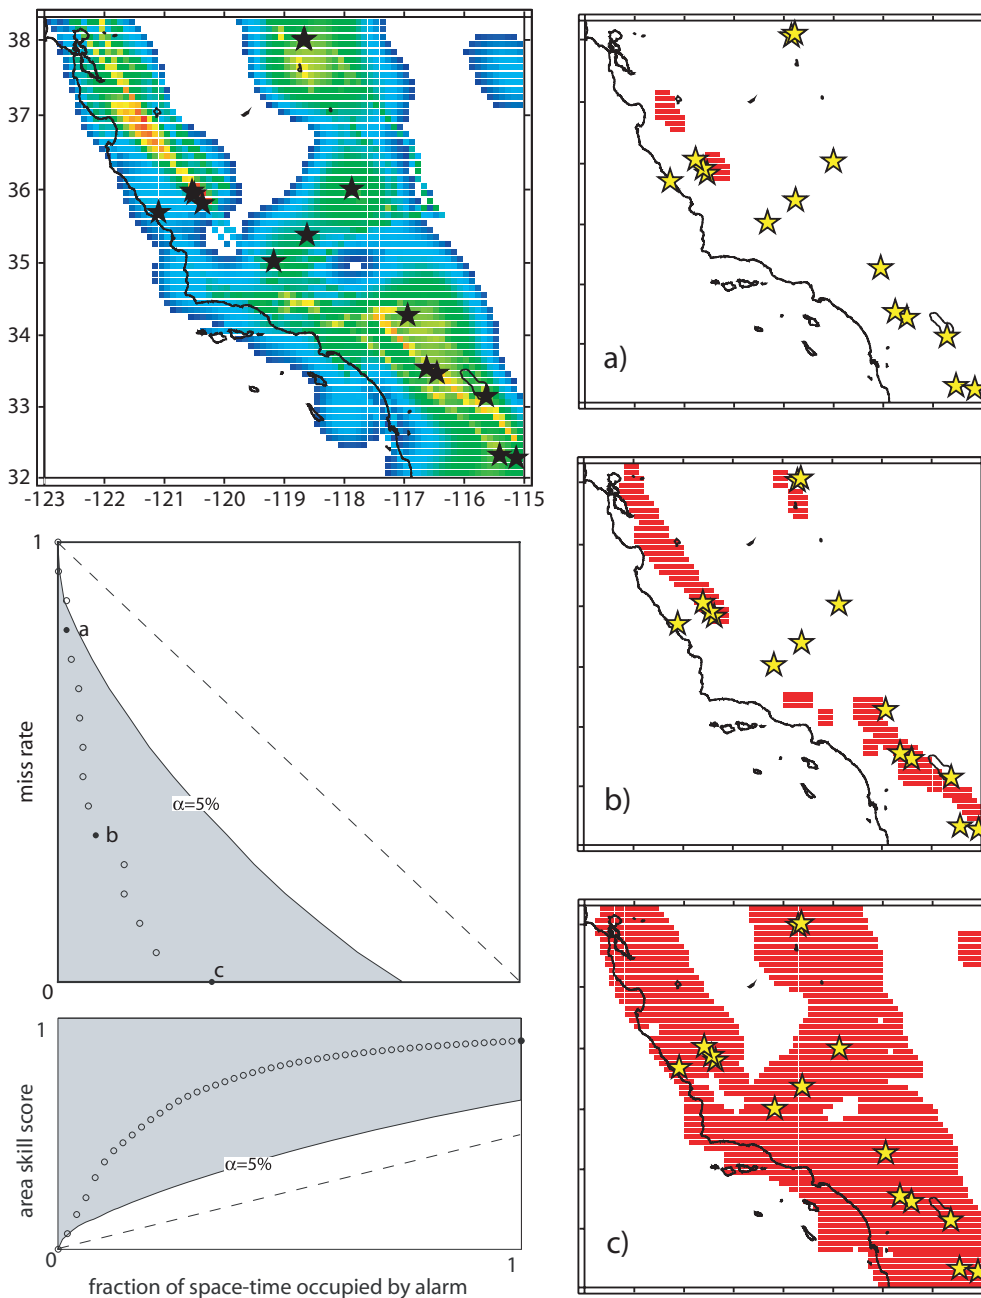 38
37
36
35
34
33
32
-123 -122 -121 -120 -119 -118 -117 -116 -115
a)
b)
c)
1
miss rate
a
α=5%
b
c
0
1
area skill score
α=5%
0
1
fraction of space-time occupied by alarm